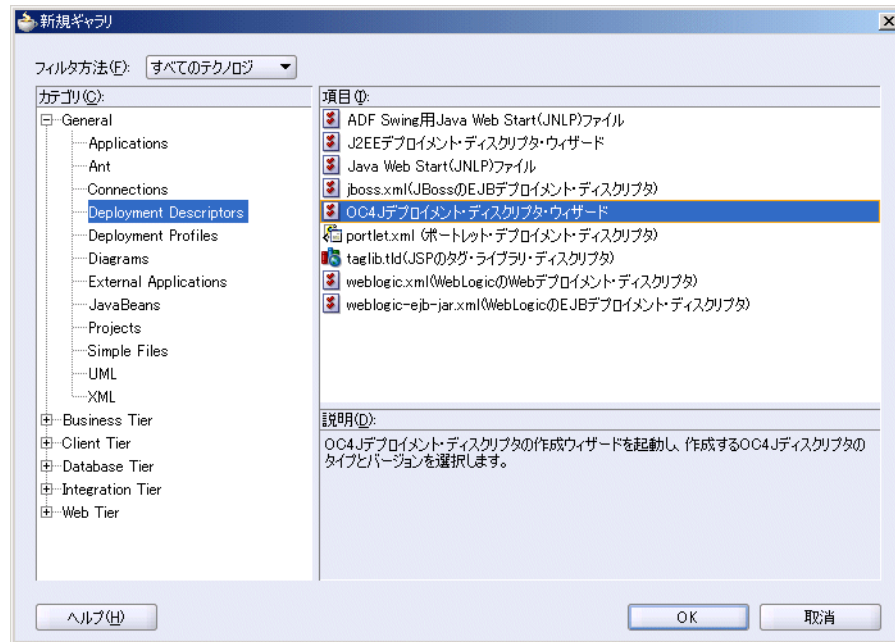 新規ギャラリ
フィルタ方法(F): すべてのテクノロジ
カテゴリ(C):
General
Applications
Ant
Connections
Deployment Descriptors
Deployment Profiles
Diagrams
External Applications
JavaBeans
Projects
Simple Files
UML
XML
Business Tier
Client Tier
Database Tier
Integration Tier
Web Tier
項目(I):
ADF Swing用Java Web Start(JNLP)ファイル
J2EEデプロイメント・ディスクリプタ・ウィザード
Java Web Start(JNLP)ファイル
jboss.xml(JBossのEJBデプロイメント・ディスクリプタ)
OC4Jデプロイメント・ディスクリプタ・ウィザード
portlet.xml (ポートレット・デプロイメント・ディスクリプタ)
taglib.tld(JSPのタグ・ライブラリ・ディスクリプタ)
weblogic.xml(WebLogicのWebデプロイメント・ディスクリプタ)
weblogic-ejb-jar.xml(WebLogicのEJBデプロイメント・ディスクリプタ)
説明(D):
OC4Jデプロイメント・ディスクリプタの作成ウィザードを起動し、作成するOC4Jディスクリプタの
タイプとバージョンを選択します。
ヘルプ(H)
OK
取消